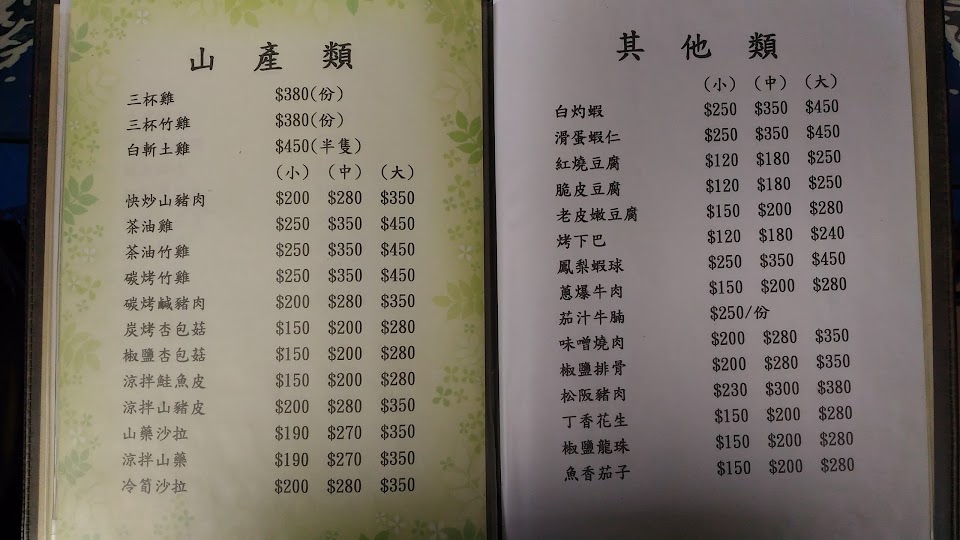 山產類
三杯雞 $380(份)
三杯竹雞 $380(份)
白斬土雞 $450(半隻)
(小) (中) (大)
快炒山豬肉 $200 $280 $350
茶油雞 $250 $350 $450
茶油竹雞 $250 $350 $450
碳烤竹雞 $250 $350 $450
碳烤鹹豬肉 $200 $280 $350
炭烤杏包菇 $150 $200 $280
椒鹽杏包菇 $150 $200 $280
涼拌鮭魚皮 $150 $200 $280
涼拌山豬皮 $200 $280 $350
山藥沙拉 $190 $270 $350
涼拌山藥 $190 $270 $350
冷筍沙拉 $200 $280 $350
其他類
(小) (中) (大)
白灼蝦 $250 $350 $450
滑蛋蝦仁 $250 $350 $450
紅燒豆腐 $120 $180 $250
脆皮豆腐 $120 $180 $250
老皮嫩豆腐 $150 $200 $280
烤下巴 $120 $180 $240
鳳梨蝦球 $250 $350 $450
蔥爆牛肉 $150 $200 $280
茄汁牛腩 $250/份
味噌燒肉 $200 $280 $350
椒鹽排骨 $200 $280 $350
松阪豬肉 $230 $300 $380
丁香花生 $150 $200 $280
椒鹽龍珠 $150 $200 $280
魚香茄子 $150 $200 $280